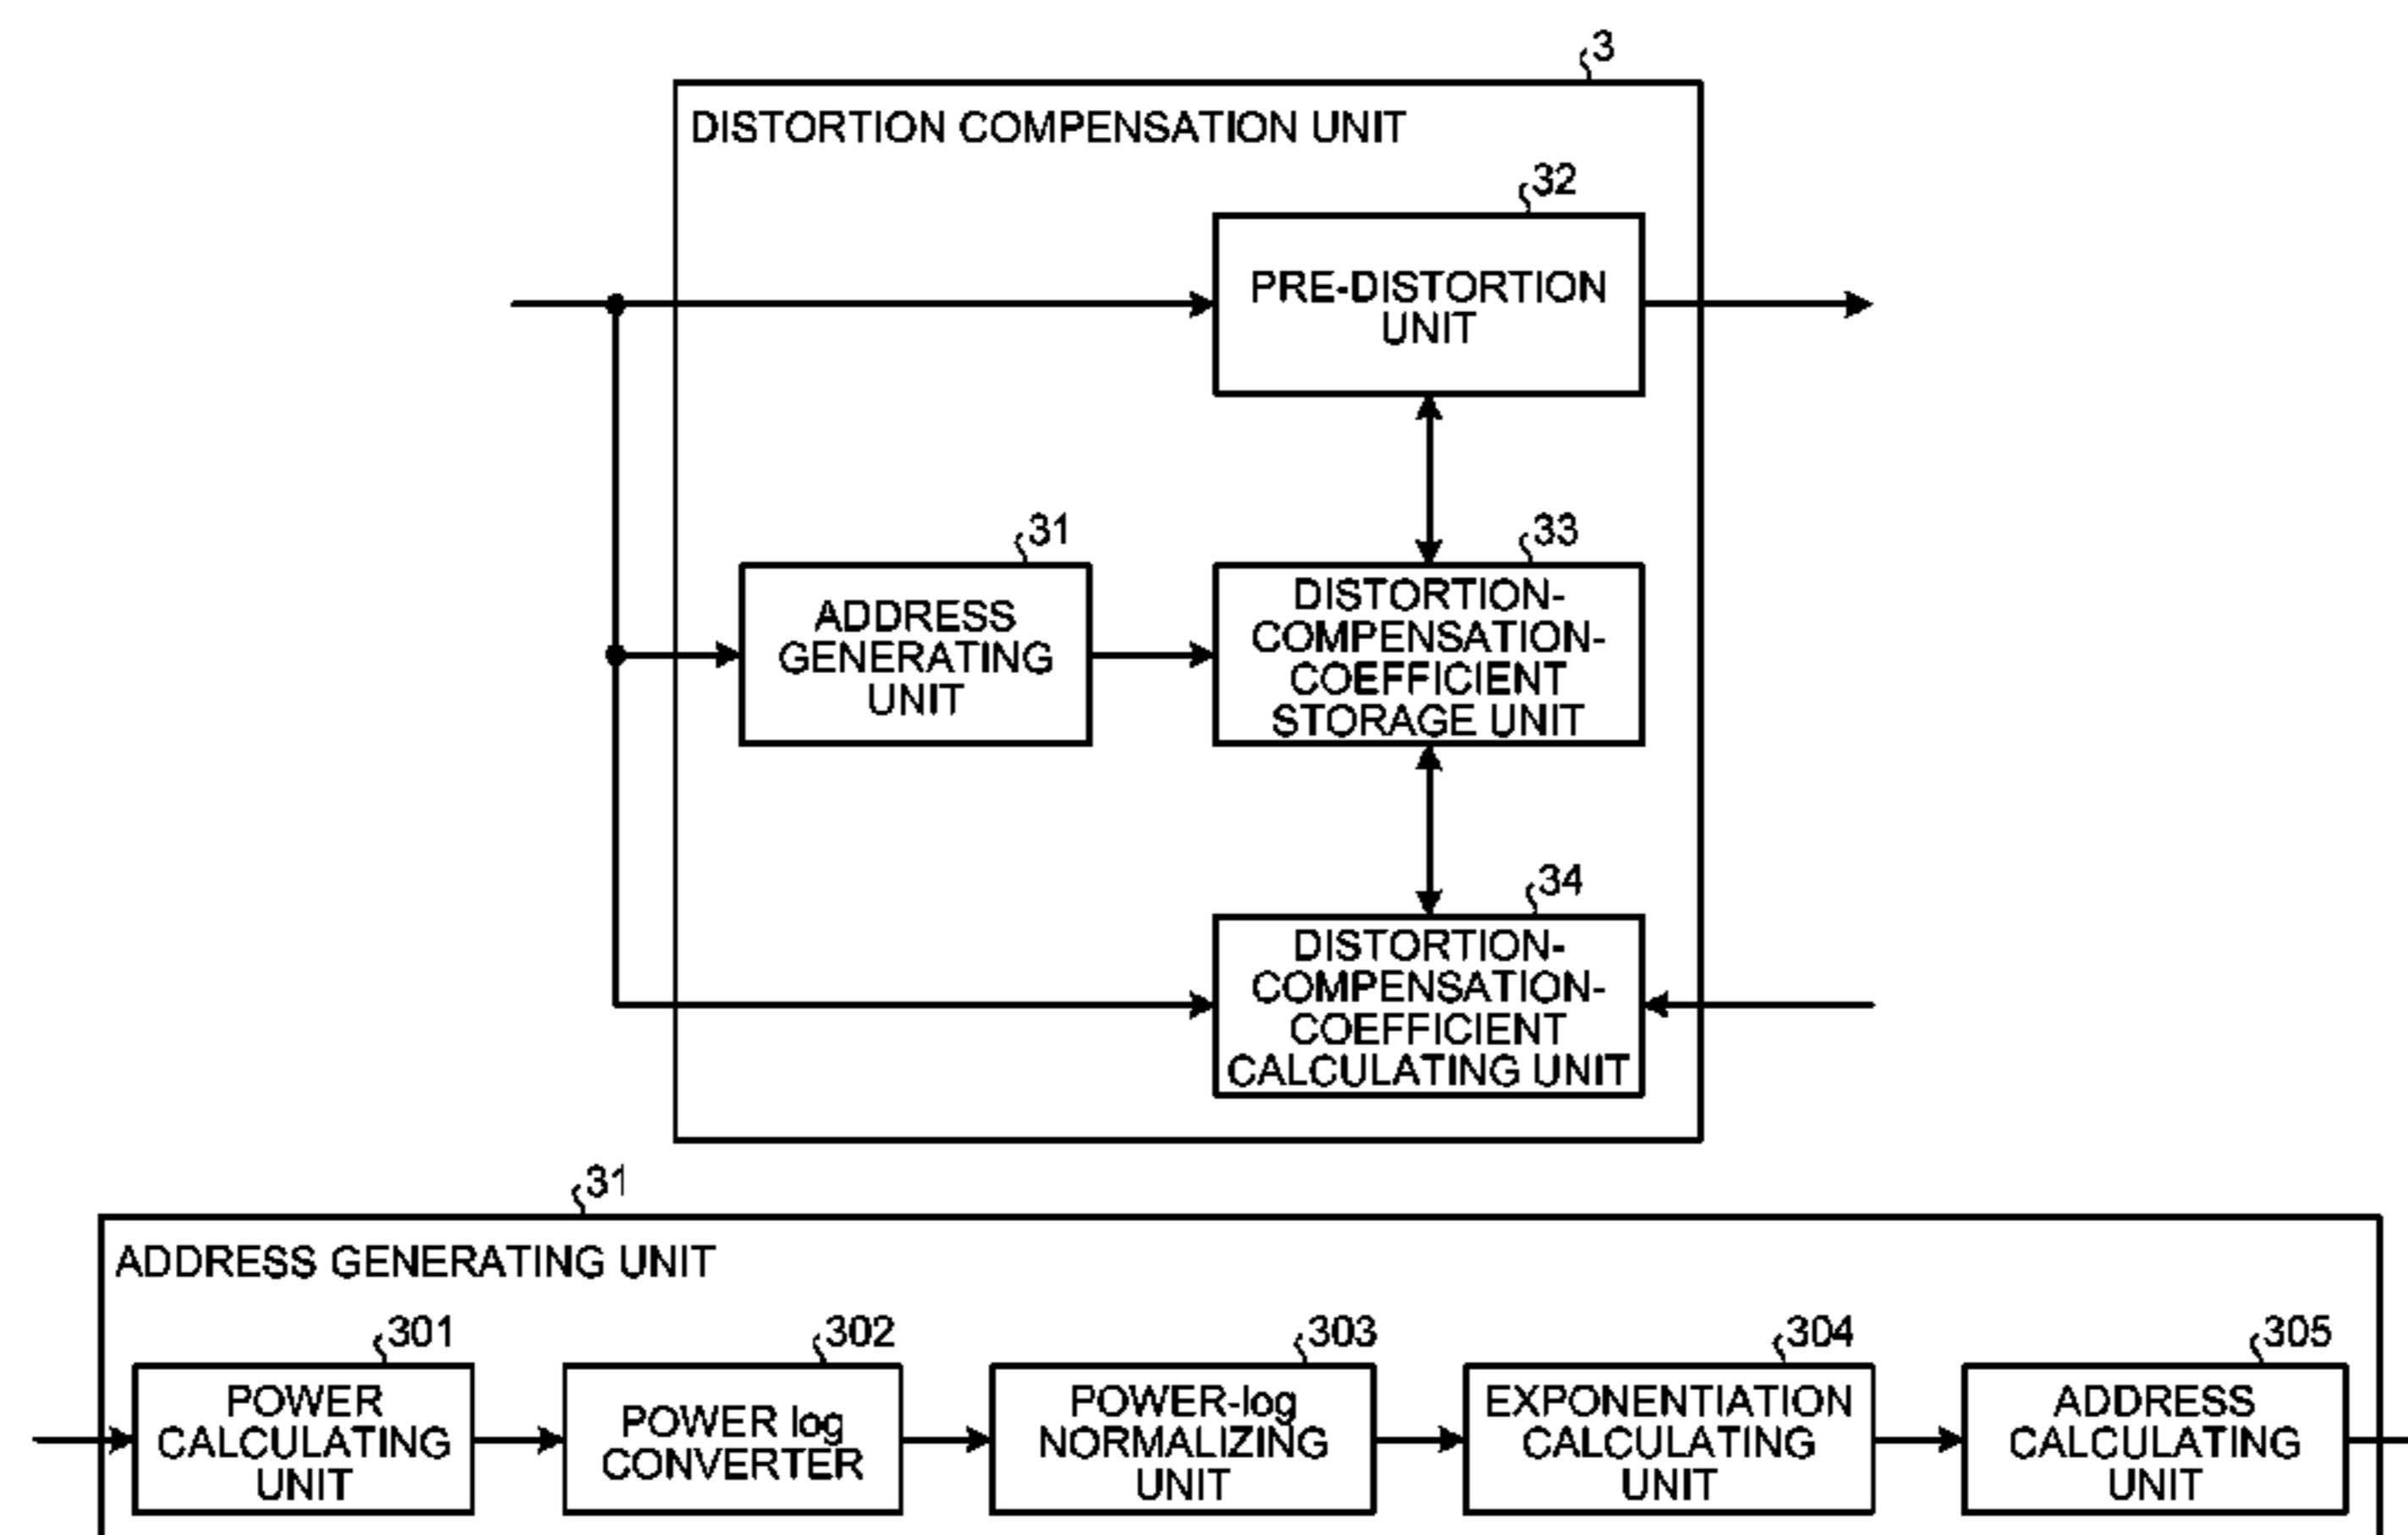 3
DISTORTION COMPENSATION UNIT
32
PRE-DISTORTION
UNIT
31
ADDRESS
GENERATING
UNIT
33
DISTORTION-
COMPENSATION-
COEFFICIENT
STORAGE UNIT
34
DISTORTION-
COMPENSATION-
COEFFICIENT
CALCULATING UNIT
31
ADDRESS GENERATING UNIT
301
POWER
CALCULATING
UNIT
302
POWER log
CONVERTER
303
POWER-log
NORMALIZING
UNIT
304
EXPONENTIATION
CALCULATING
UNIT
305
ADDRESS
CALCULATING
UNIT